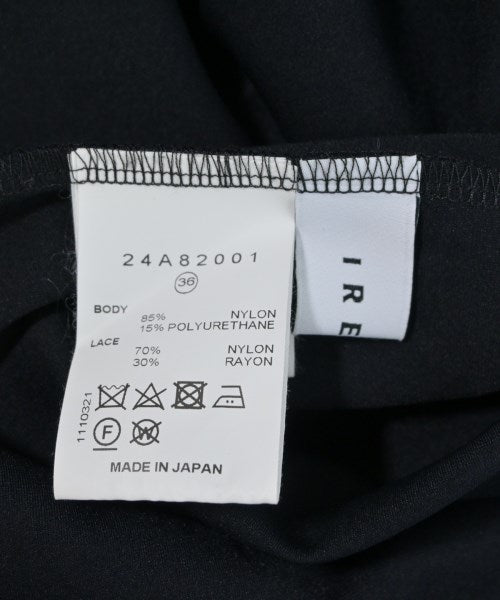 24A82001
36
BODY 85% NYLON
15% POLYURETHANE
LACE 70% NYLON
30% RAYON
1110321
F W
MADE IN JAPAN
IRE